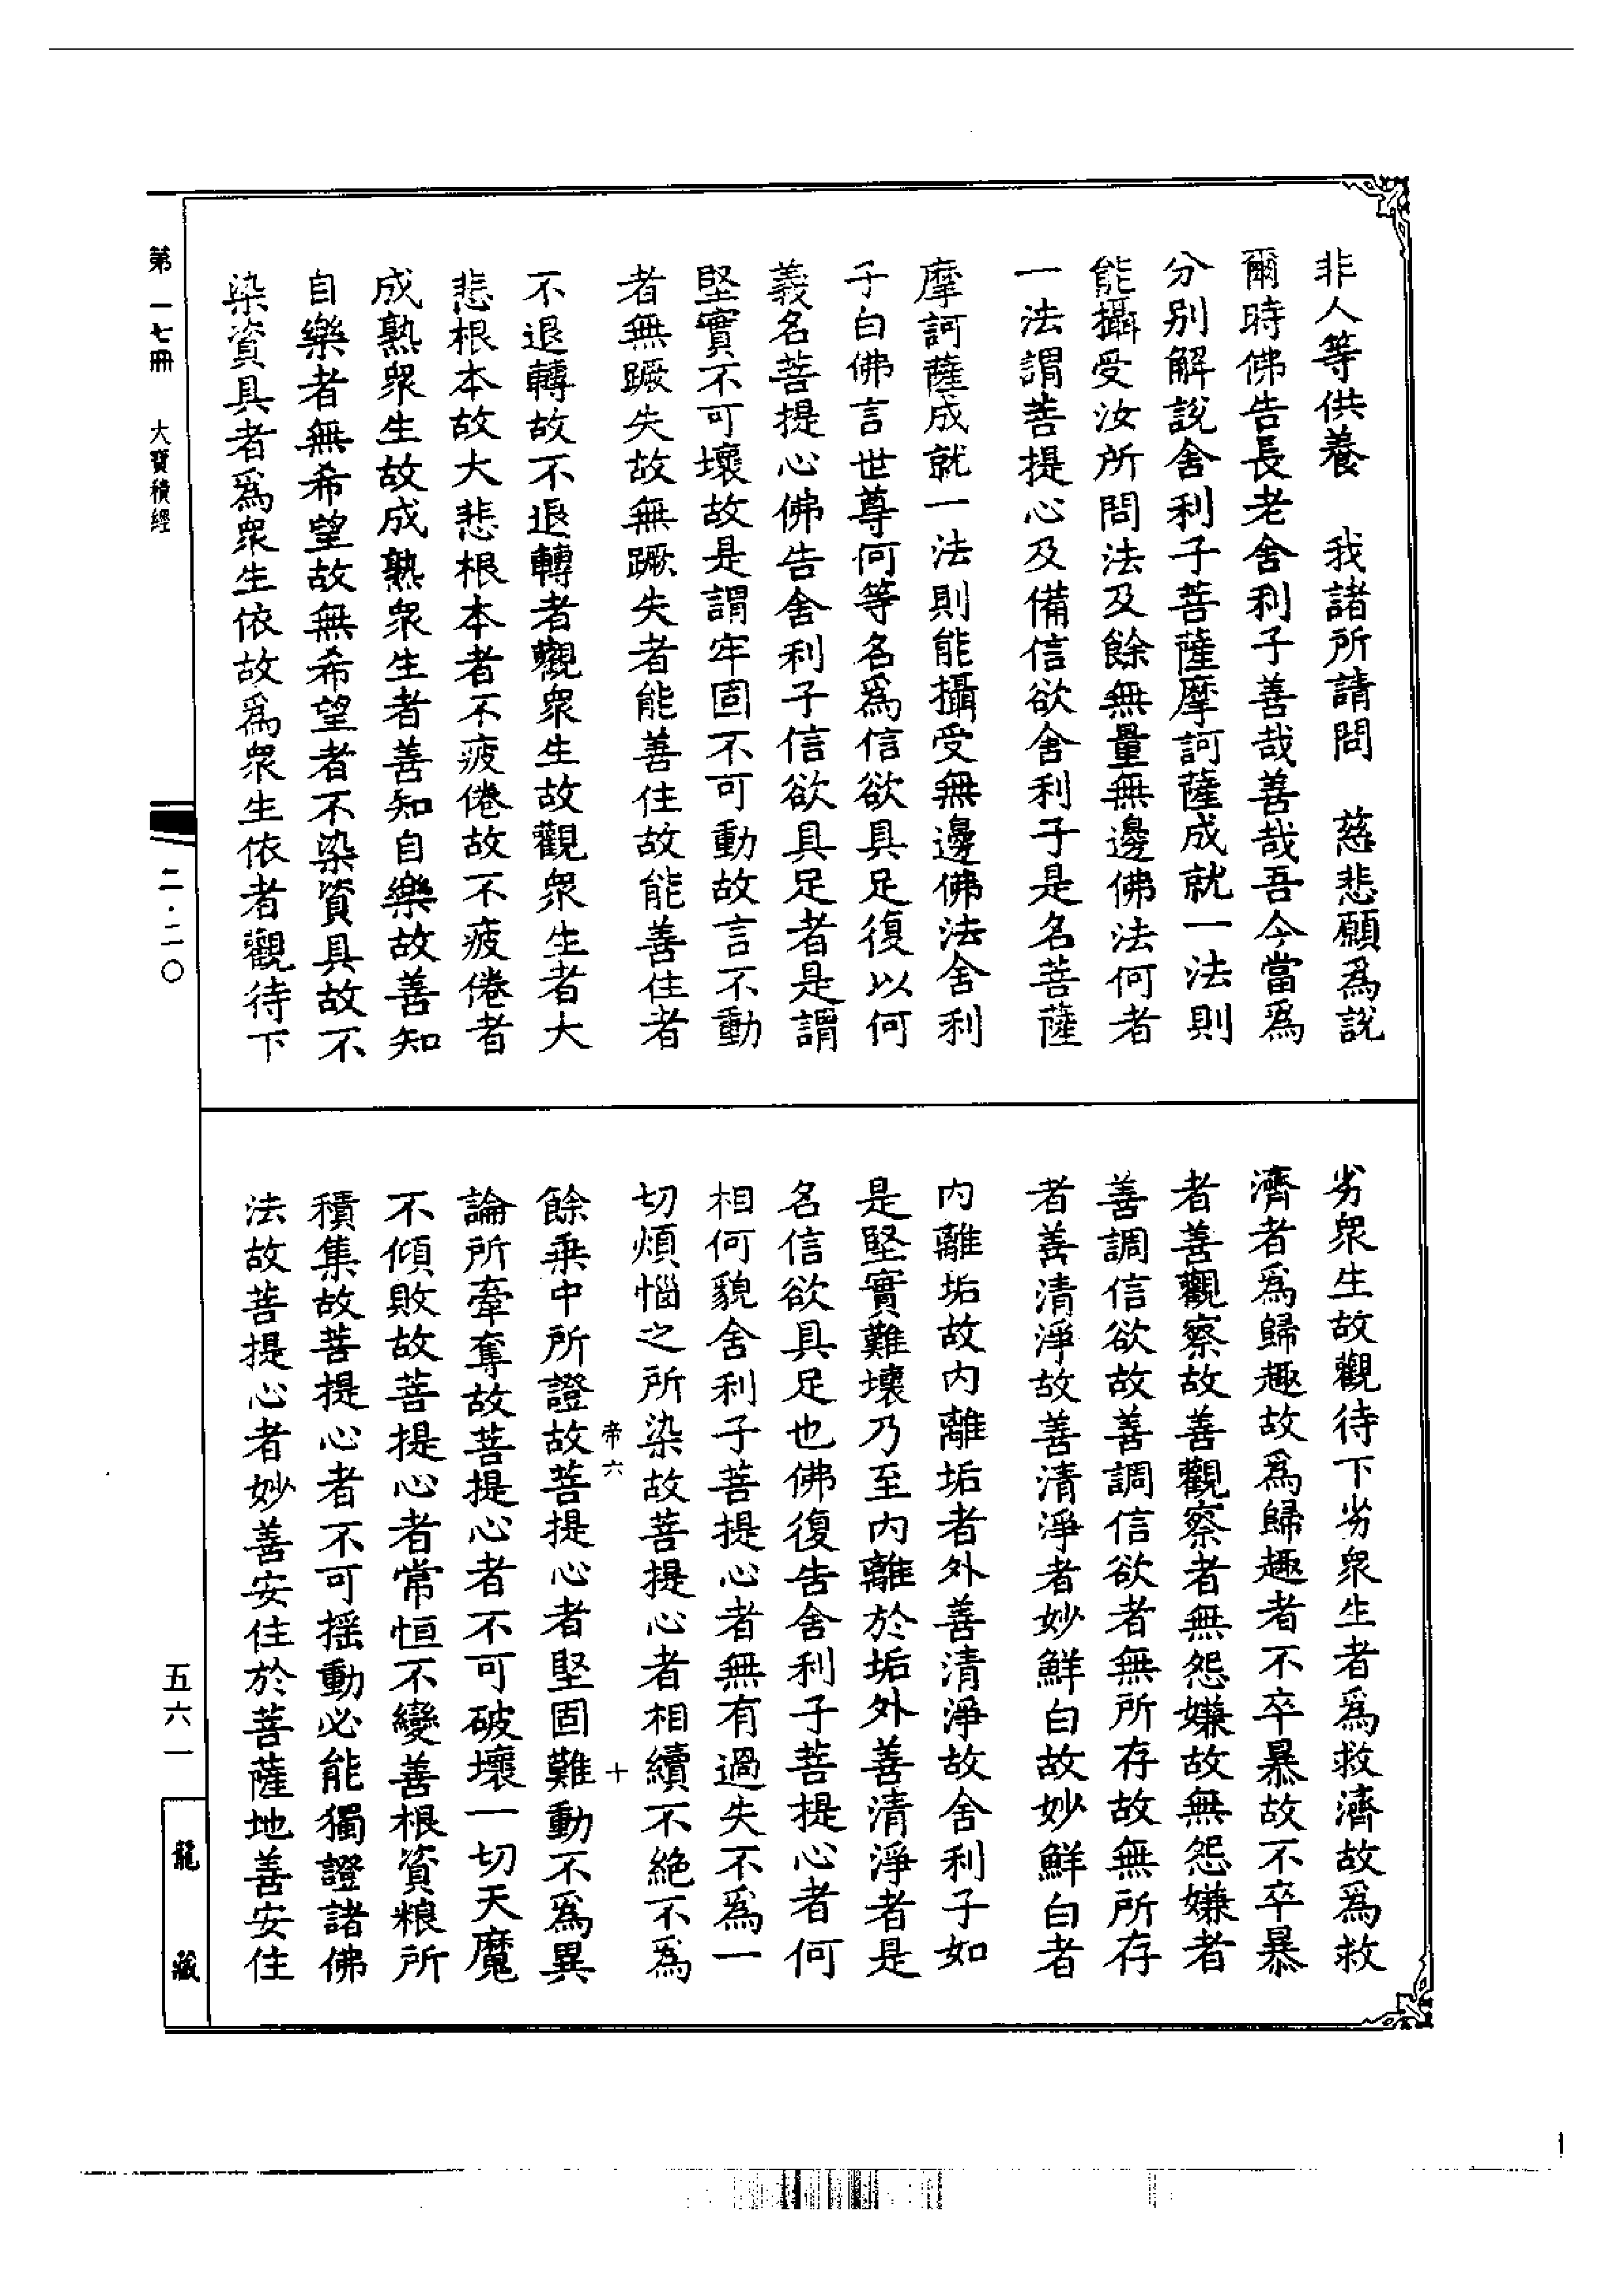 非人等供養　我諸所請問　慈悲願為說
爾時佛告長老舍利子善哉善哉吾今當為
分別解說舍利子菩薩摩訶薩成就一法則
能攝受汝所問法及餘無量無邊佛法何者
一法謂菩提心及備信欲舍利子是名菩薩
摩訶薩成就一法則能攝受無邊佛法舍利
子白佛言世尊何等名為信欲具足復以何
義名菩提心佛告舍利子信欲具足者是謂
堅實不可壞故是謂牢固不可動故言不動
者無蹶失故無蹶失者能善住故能善住者
不退轉故不退轉者觀眾生故觀眾生者大
悲根本故大悲根本者不疲倦故不疲倦者
成熟眾生故成熟眾生者善知自樂故善知
自樂者無希望故無希望者不染資具故不
染資具者為眾生依故為眾生依者觀待下
劣眾生故觀待下劣眾生者為救濟故為救
濟者為歸趣故為歸趣者不卒暴故不卒暴
者善觀察故善觀察者無怨嫌故無怨嫌者
善調信欲故善調信欲者無所存故無所存
者善清淨故善清淨者妙鮮白故妙鮮白者
內離垢故內離垢者外善清淨故舍利子如
是堅實難壞乃至內離於垢外善清淨者是
名信欲具足也佛復告舍利子菩提心者何
相何貌舍利子菩提心者無有過失不為一
切煩惱之所染故菩提心者相續不絕不為
帝六　十
餘乘中所證故菩提心者堅固難動不為異
論所牽奪故菩提心者不可破壞一切天魔
不傾敗故菩提心者常恒不變善根資粮所
積集故菩提心者不可搖動必能獨證諸佛
法故菩提心者妙善安住於菩薩地善安住
第一七冊　大寶積經　二·二〇　五六一　龍藏